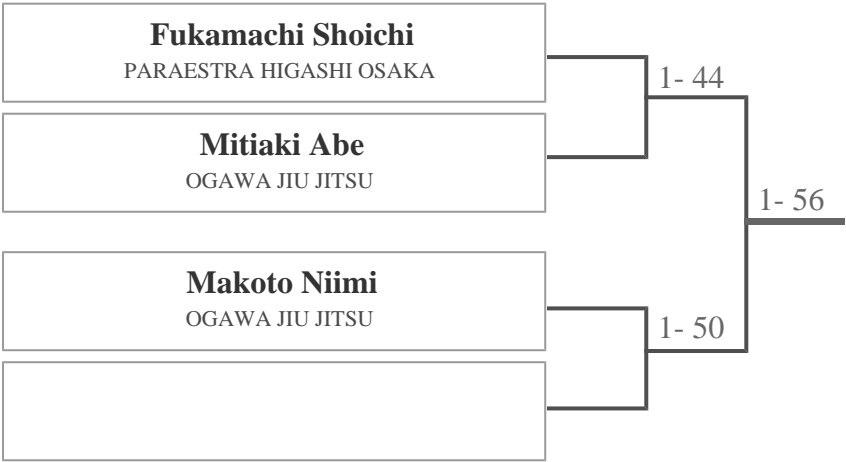 Fukamachi Shoichi
PARAESTRA HIGASHI OSAKA
1- 44
Mitiaki Abe
OGAWA JIU JITSU
1- 56
Makoto Niimi
OGAWA JIU JITSU
1- 50